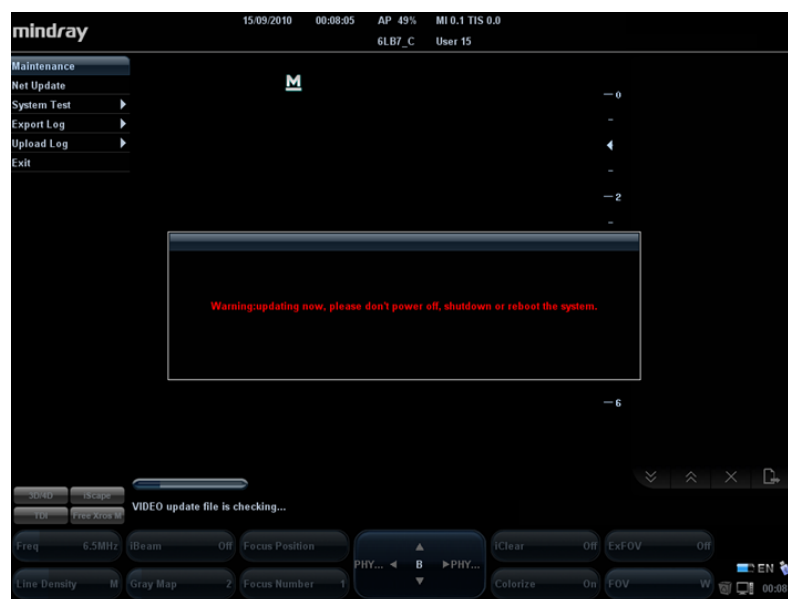 mindray
15/09/2010 00:08:05 AP 49% MI 0.1 TIS 0.0
6LB7_C User 15
Maintenance
Net Update
System Test
Export Log
Upload Log
Exit
M
0
2
Warning:updating now, please don't power off, shutdown or reboot the system.
6
3D/4D iScape
TDI Free Xros M
VIDEO update file is checking...
Freq 6.5MHz iBeam Off Focus Position iClear Off ExFOV Off
PHY... B PHY...
Line Density M Gray Map 2 Focus Number 1 Colorize On FOV W
EN
00:08